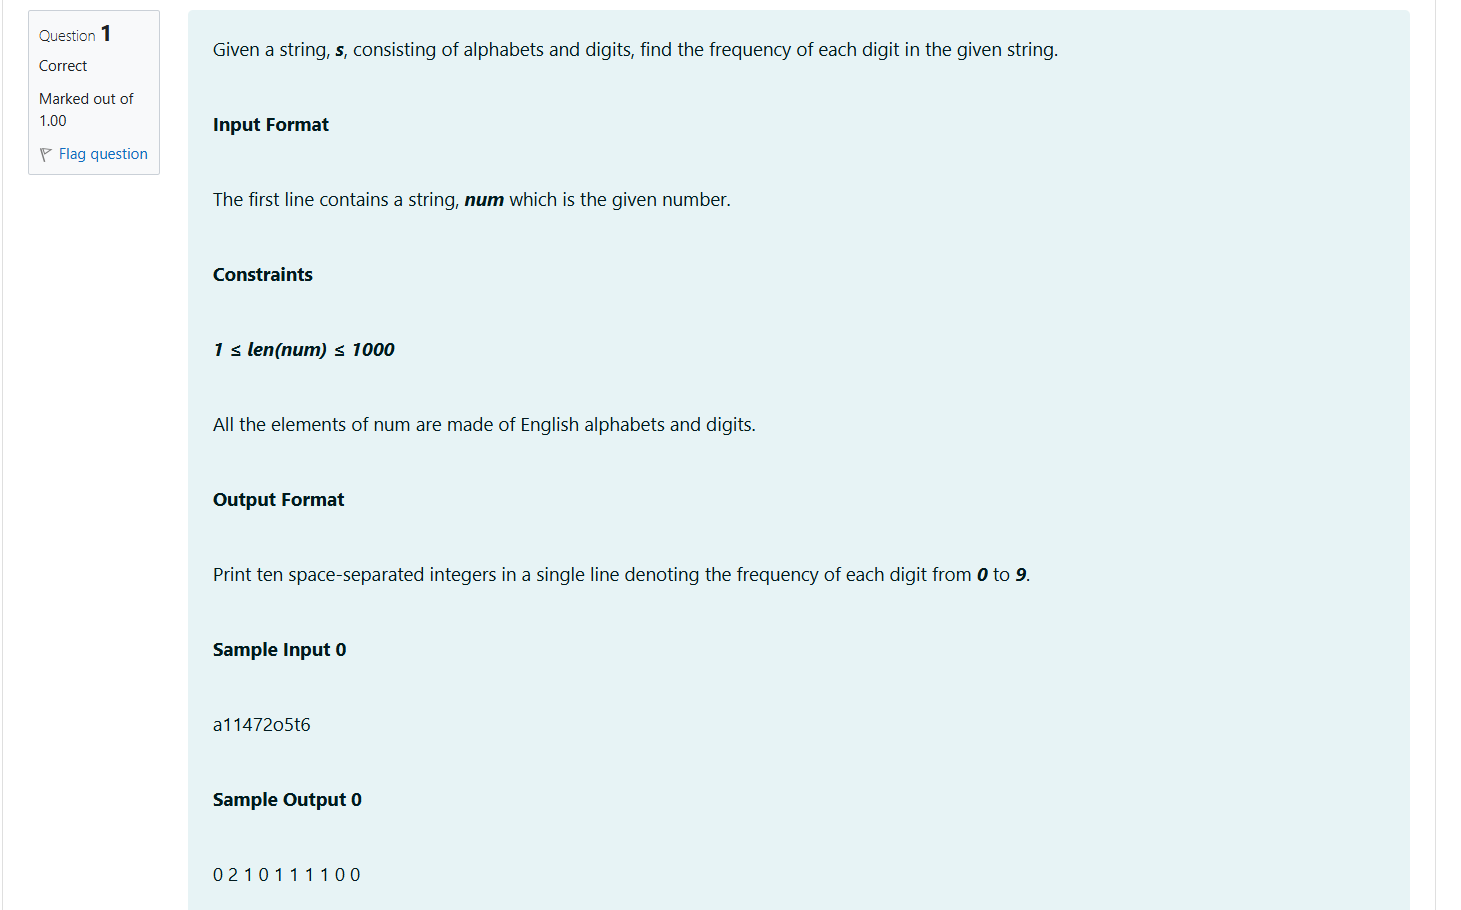 Question 1
Correct
Marked out of
1.00
Flag question
Given a string, s, consisting of alphabets and digits, find the frequency of each digit in the given string.
Input Format
The first line contains a string, num which is the given number.
Constraints
1 ≤ len(num) ≤ 1000
All the elements of num are made of English alphabets and digits.
Output Format
Print ten space-separated integers in a single line denoting the frequency of each digit from 0 to 9.
Sample Input 0
a11472o5t6
Sample Output 0
0 2 1 0 1 1 1 1 0 0